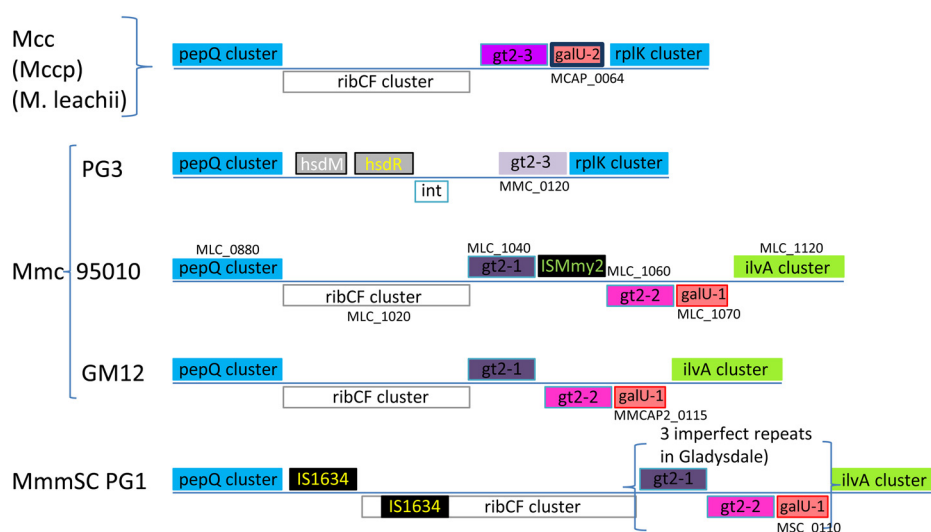 Mcc
(Mccp)
(M. leachii)
pepQ cluster
gt2-3
galU-2
rplK cluster
ribCF cluster
MCAP_0064
PG3
pepQ cluster
hsdM
hsdR
gt2-3
rplK cluster
int
MMC_0120
Mmc
95010
MLC_0880
MLC_1040
MLC_1120
pepQ cluster
gt2-1
ISMmy2
MLC_1060
ilvA cluster
ribCF cluster
gt2-2
galU-1
MLC_1020
MLC_1070
GM12
pepQ cluster
gt2-1
ilvA cluster
ribCF cluster
gt2-2
galU-1
MMCAP2_0115
3 imperfect repeats
in Gladysdale)
MmmSC PG1
pepQ cluster
IS1634
gt2-1
ilvA cluster
IS1634
ribCF cluster
gt2-2
galU-1
MSC_0110